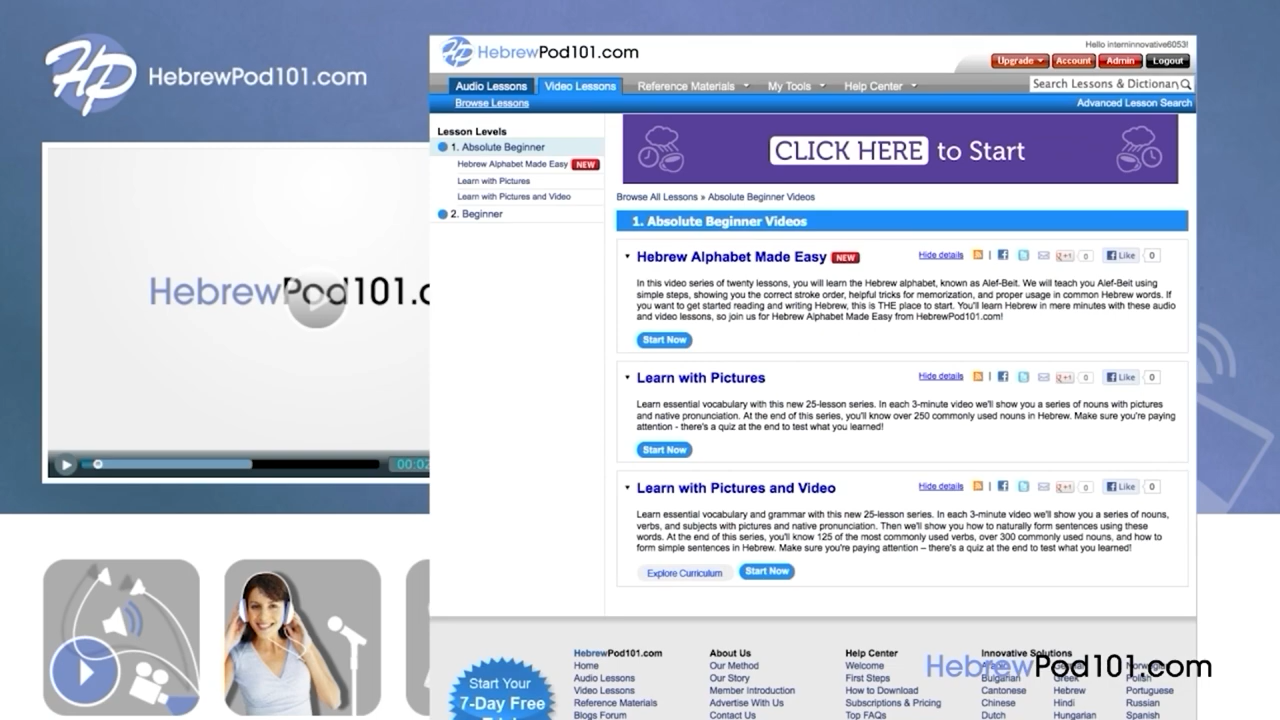 HebrewPod101.com
HebrewPod101.c
00:02
HebrewPod101.com
Hello interninnovative6053!
Upgrade
Account
Admin
Logout
Audio Lessons
Video Lessons
Reference Materials
My Tools
Help Center
Search Lessons & Dictionary
Browse Lessons
Advanced Lesson Search
Lesson Levels
1. Absolute Beginner
Hebrew Alphabet Made Easy NEW
Learn with Pictures
Learn with Pictures and Video
2. Beginner
CLICK HERE to Start
Browse All Lessons » Absolute Beginner Videos
1. Absolute Beginner Videos
Hebrew Alphabet Made Easy NEW
Hide details
g+1 0
Like 0
In this video series of twenty lessons, you will learn the Hebrew alphabet, known as Alef-Beit. We will teach you Alef-Beit using
simple steps, showing you the correct stroke order, helpful tricks for memorization, and proper usage in common Hebrew words. If
you want to get started reading and writing Hebrew, this is THE place to start. You'll learn Hebrew in mere minutes with these audio
and video lessons, so join us for Hebrew Alphabet Made Easy from HebrewPod101.com!
Start Now
Learn with Pictures
Hide details
g+1 0
Like 0
Learn essential vocabulary with this new 25-lesson series. In each 3-minute video we'll show you a series of nouns with pictures
and native pronunciation. At the end of this series, you'll know over 250 commonly used nouns in Hebrew. Make sure you're paying
attention - there's a quiz at the end to test what you learned!
Start Now
Learn with Pictures and Video
Hide details
g+1 0
Like 0
Learn essential vocabulary and grammar with this new 25-lesson series. In each 3-minute video we'll show you a series of nouns,
verbs, and subjects with pictures and native pronunciation. Then we'll show you how to naturally form sentences using these
words. At the end of this series, you'll know 125 of the most commonly used verbs, over 300 commonly used nouns, and how to
form simple sentences in Hebrew. Make sure you're paying attention – there's a quiz at the end to test what you learned!
Explore Curriculum
Start Now
Start Your
7-Day Free
HebrewPod101.com
Home
Audio Lessons
Video Lessons
Reference Materials
Blogs Forum
About Us
Our Method
Our Story
Member Introduction
Advertise With Us
Contact Us
Help Center
Welcome
First Steps
How to Download
Subscriptions & Pricing
Top FAQs
Innovative Solutions
Bulgarian
Cantonese
Chinese
Dutch
Greek
Hebrew
Hindi
Hungarian
Polish
Portuguese
Russian
Spanish
HebrewPod101.com